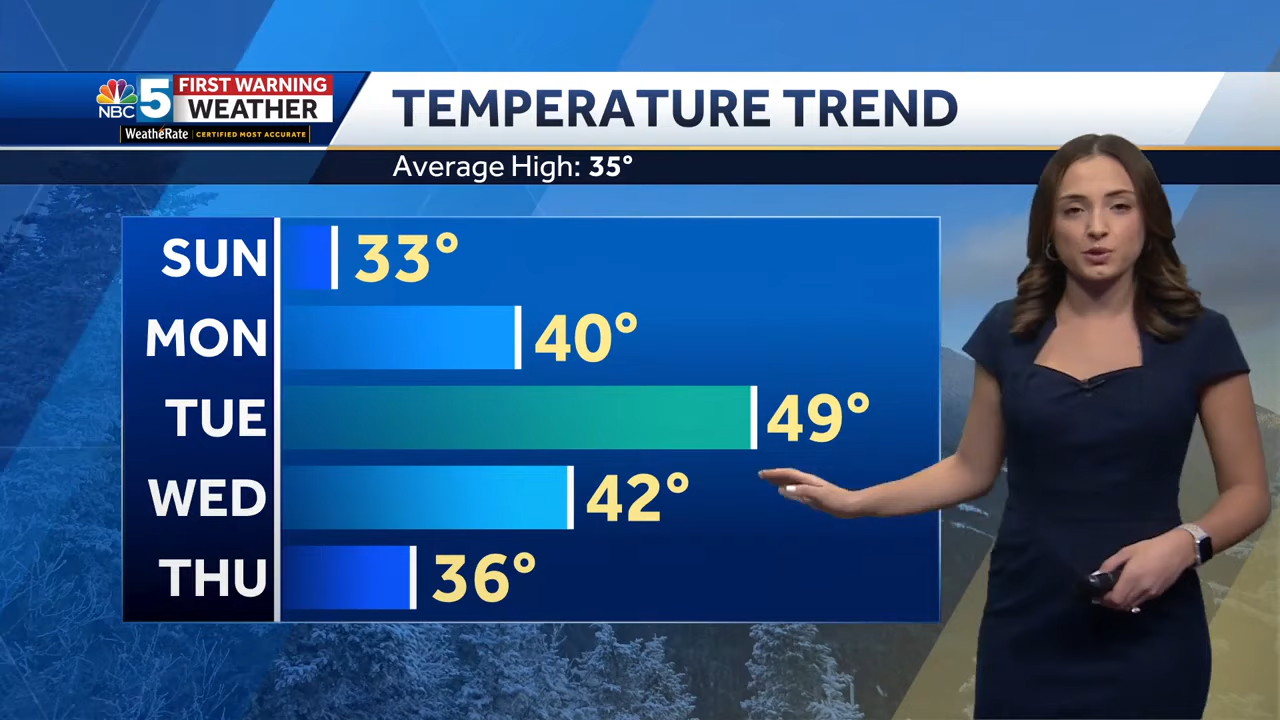 NBC 5 FIRST WARNING
WEATHER
WeatheRate CERTIFIED MOST ACCURATE
TEMPERATURE TREND
Average High: 35°
SUN 33°
MON 40°
TUE 49°
WED 42°
THU 36°